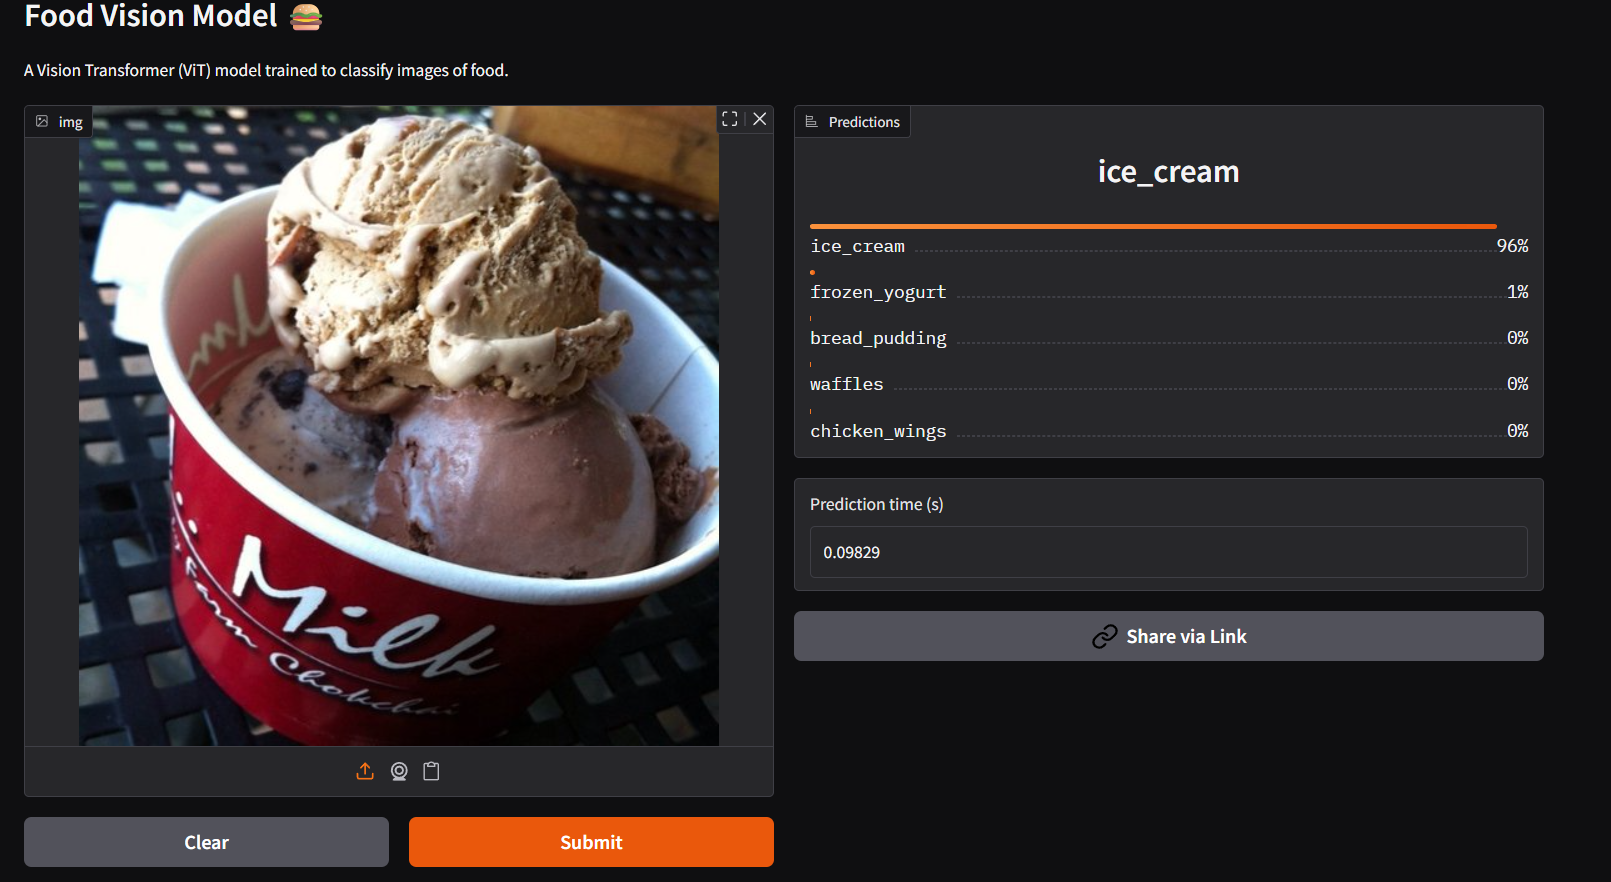 Food Vision Model 🍔
A Vision Transformer (ViT) model trained to classify images of food.
img
Milk
Farm Chokchai
Clear
Submit
Predictions
ice_cream
ice_cream 96%
frozen_yogurt 1%
bread_pudding 0%
waffles 0%
chicken_wings 0%
Prediction time (s)
0.09829
Share via Link